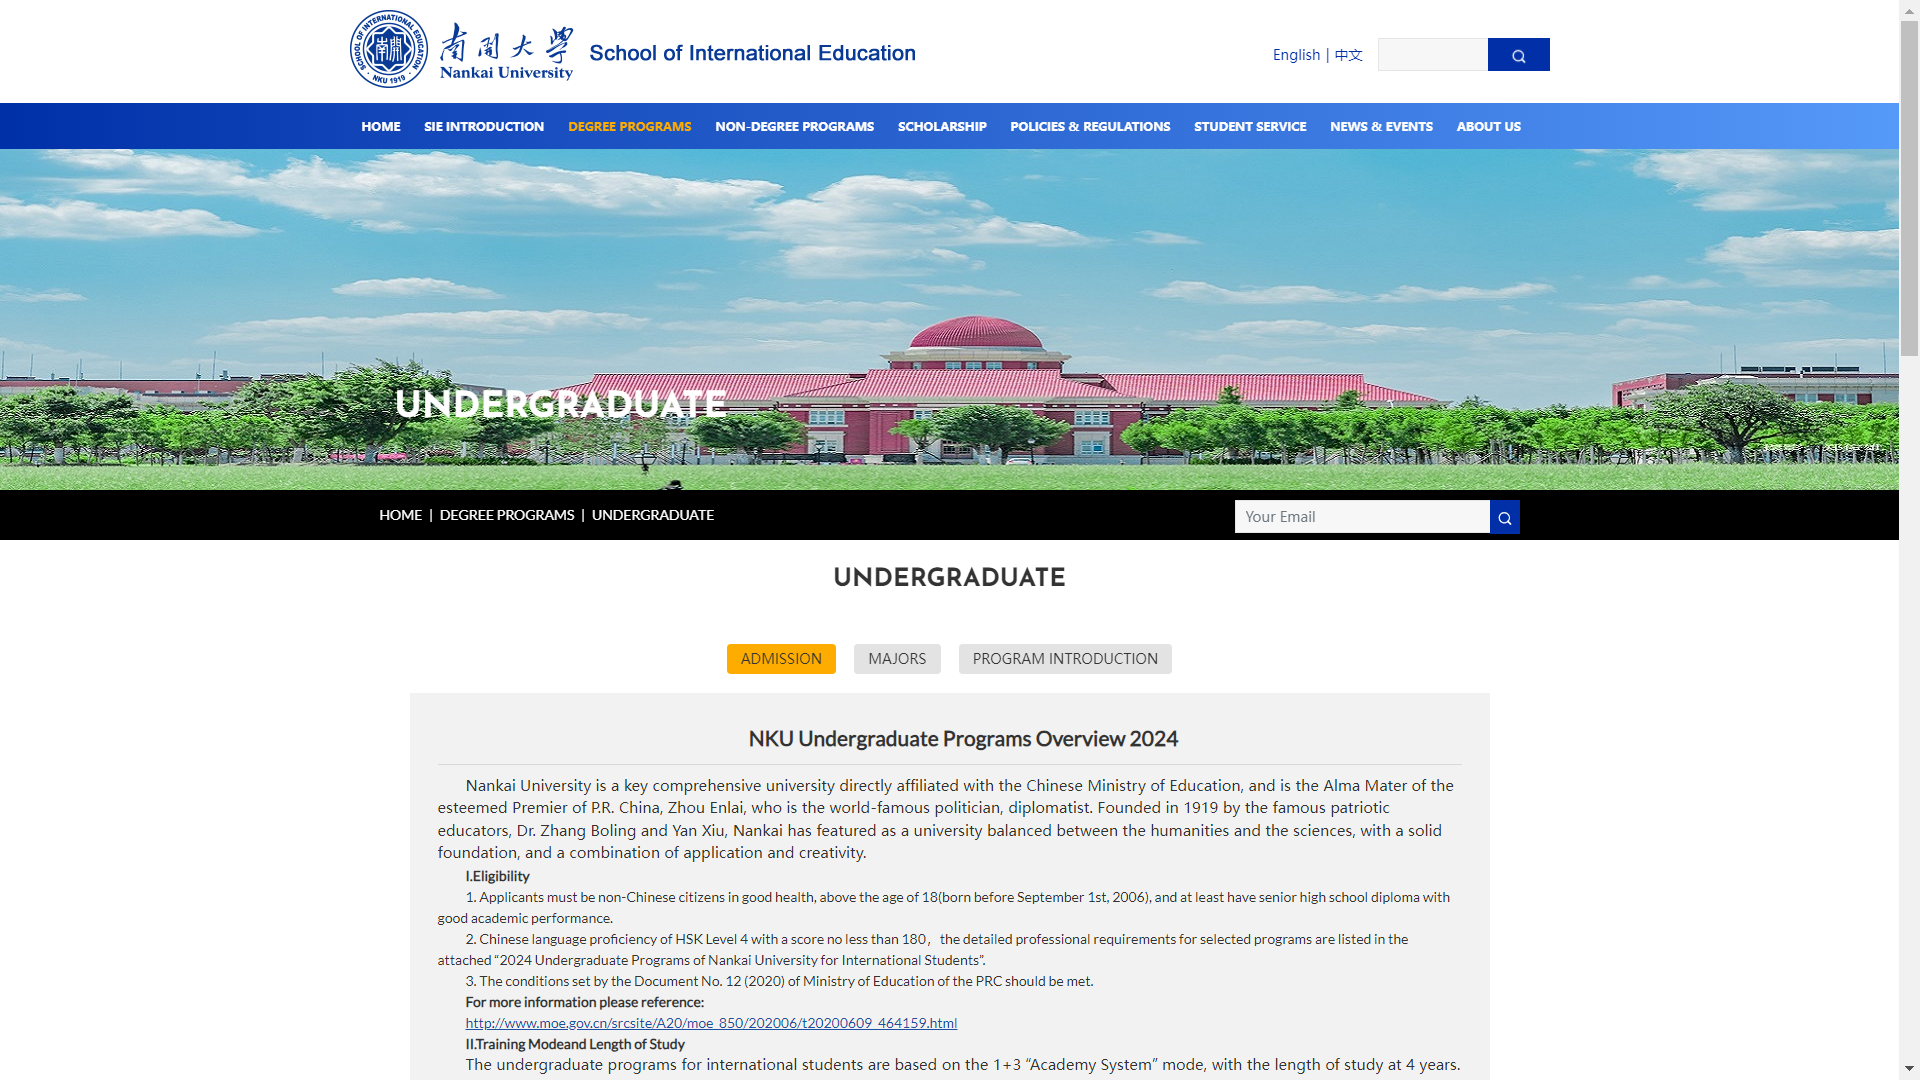 SCHOOL OF INTERNATIONAL EDUCATION
南開
NKU 1919
南開大學
Nankai University
School of International Education
English | 中文
HOME SIE INTRODUCTION DEGREE PROGRAMS NON-DEGREE PROGRAMS SCHOLARSHIP POLICIES & REGULATIONS STUDENT SERVICE NEWS & EVENTS ABOUT US
UNDERGRADUATE
HOME | DEGREE PROGRAMS | UNDERGRADUATE
Your Email
UNDERGRADUATE
ADMISSION MAJORS PROGRAM INTRODUCTION
NKU Undergraduate Programs Overview 2024
Nankai University is a key comprehensive university directly affiliated with the Chinese Ministry of Education, and is the Alma Mater of the
esteemed Premier of P.R. China, Zhou Enlai, who is the world-famous politician, diplomatist. Founded in 1919 by the famous patriotic
educators, Dr. Zhang Boling and Yan Xiu, Nankai has featured as a university balanced between the humanities and the sciences, with a solid
foundation, and a combination of application and creativity.
I.Eligibility
1. Applicants must be non-Chinese citizens in good health, above the age of 18(born before September 1st, 2006), and at least have senior high school diploma with
good academic performance.
2. Chinese language proficiency of HSK Level 4 with a score no less than 180，the detailed professional requirements for selected programs are listed in the
attached “2024 Undergraduate Programs of Nankai University for International Students”.
3. The conditions set by the Document No. 12 (2020) of Ministry of Education of the PRC should be met.
For more information please reference:
http://www.moe.gov.cn/srcsite/A20/moe_850/202006/t20200609_464159.html
II.Training Modeand Length of Study
The undergraduate programs for international students are based on the 1+3 “Academy System” mode, with the length of study at 4 years.